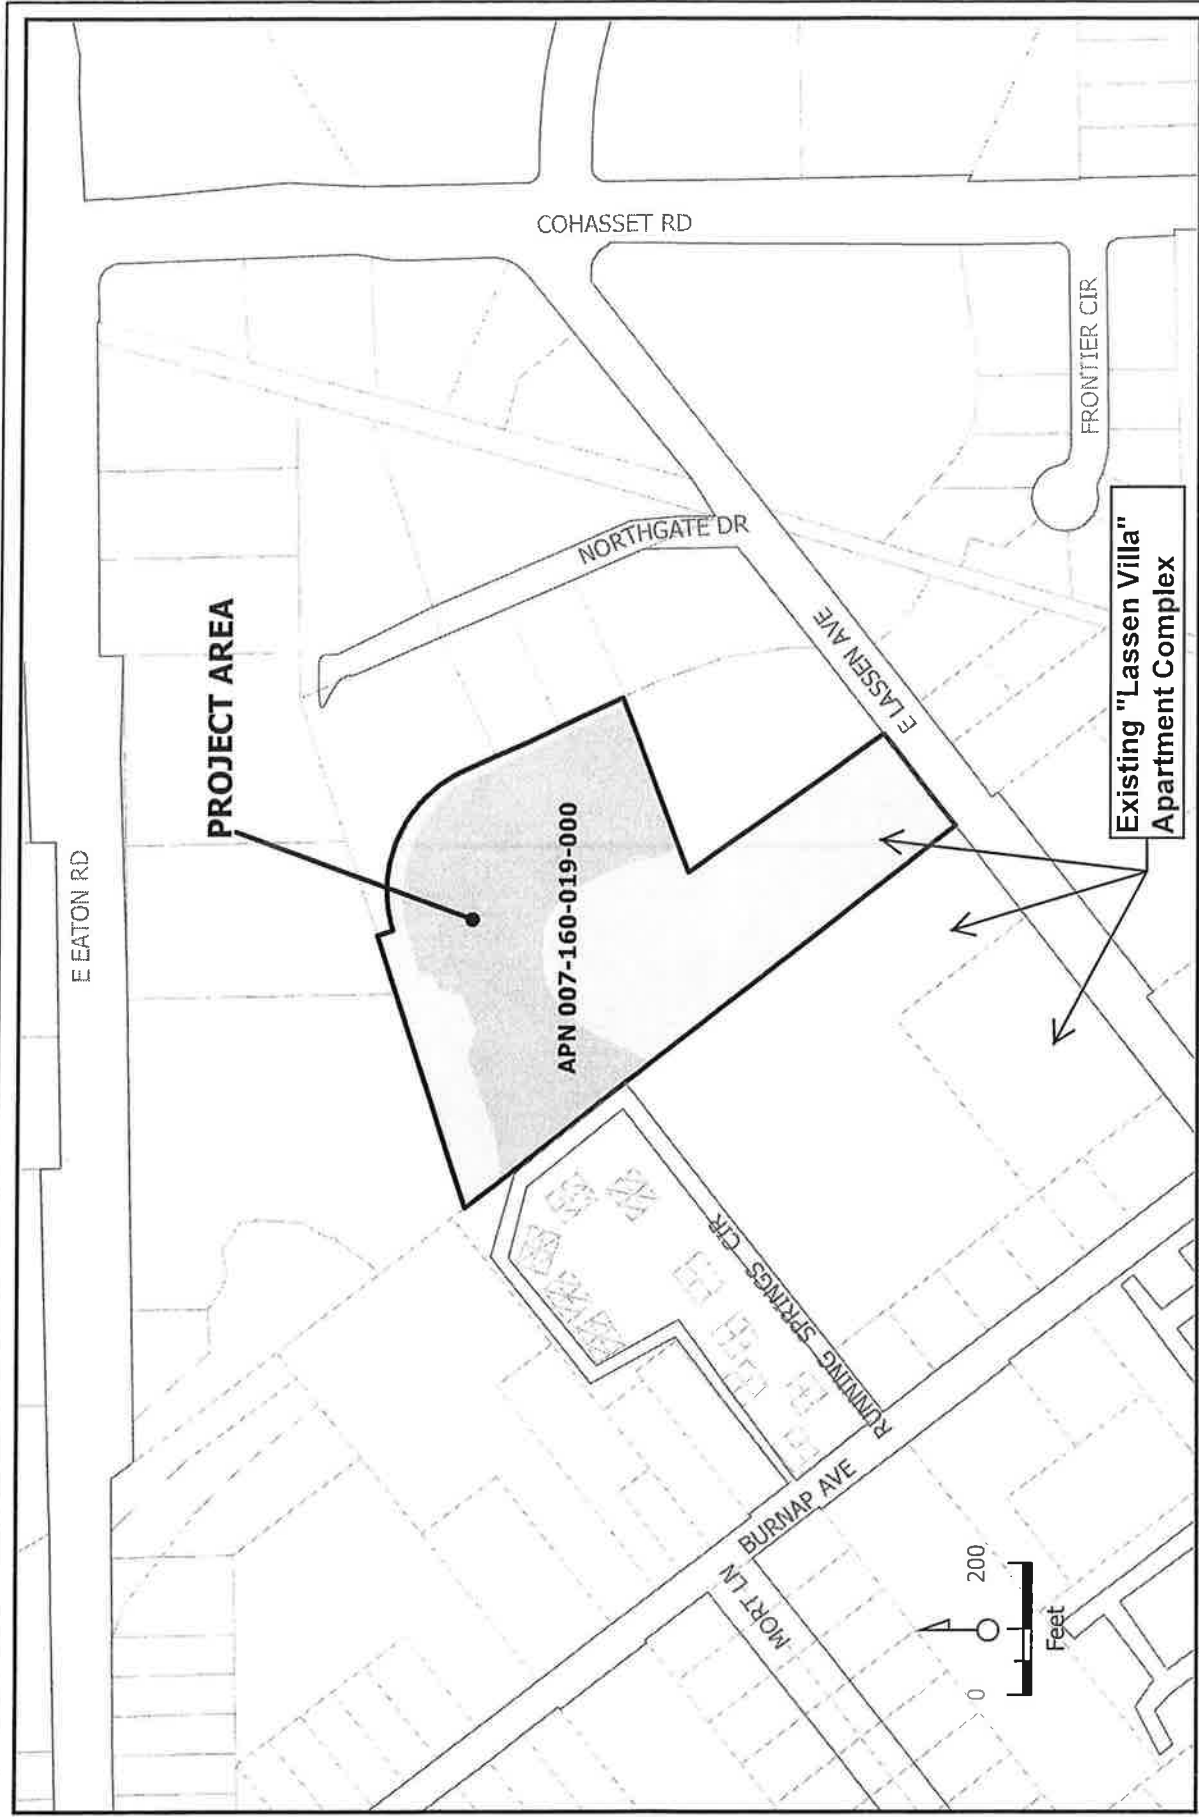 E EATON RD
PROJECT AREA
COHASSET RD
NORTHGATE DR
APN 007-160-019-000
E LASSEN AVE
FRONTIER CIR
RUNNING SPRINGS CIR
BURNAP AVE
MORT LN
Existing "Lassen Villa"
Apartment Complex
0 200
Feet